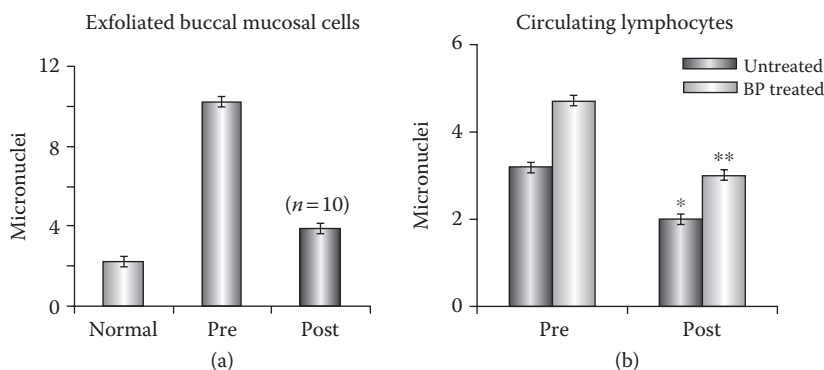 Exfoliated buccal mucosal cells
Micronuclei
12
8
4
0
(n=10)
Normal Pre Post
(a)
Circulating lymphocytes
Micronuclei
6
4
2
0
Untreated
BP treated
*
**
Pre Post
(b)